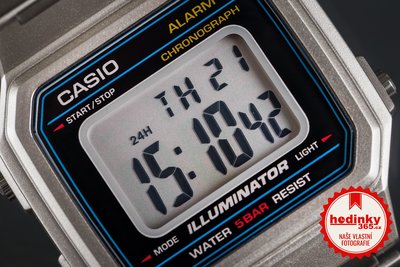 ALARM
CHRONOGRAPH
CASIO
START/STOP
TH 21
24H
15:10 42
LIGHT
MODE
ILLUMINATOR
WATER 5BAR RESIST
hedinky
365.cz
NAŠE VLASTNÍ
FOTOGRAFIE